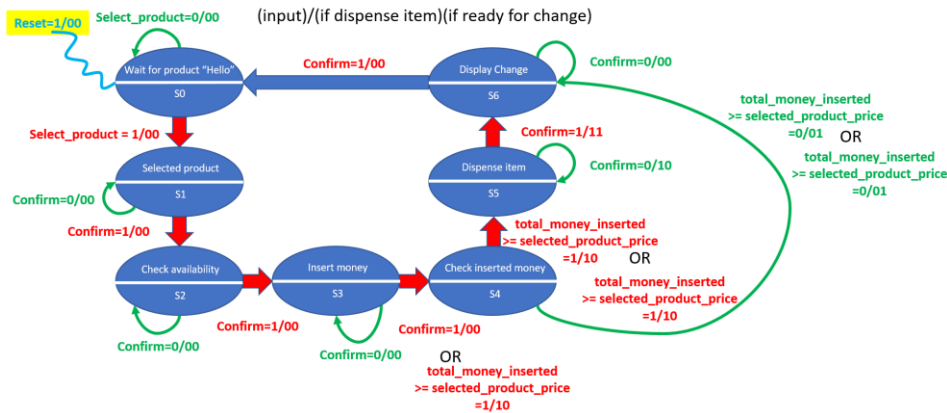 (input)/(if dispense item)(if ready for change)
Reset=1/00
Select_product=0/00
Wait for product “Hello”
S0
Confirm=1/00
Display Change
S6
Confirm=0/00
Select_product = 1/00
Selected product
S1
Confirm=0/00
Confirm=1/00
Confirm=1/11
Dispense item
S5
Confirm=0/10
total_money_inserted
>= selected_product_price
=0/01
OR
total_money_inserted
>= selected_product_price
=0/01
Check availability
S2
Confirm=0/00
Confirm=1/00
Insert money
S3
Confirm=0/00
Confirm=1/00
OR
total_money_inserted
>= selected_product_price
=1/10
Check inserted money
S4
total_money_inserted
>= selected_product_price
=1/10
OR
total_money_inserted
>= selected_product_price
=1/10